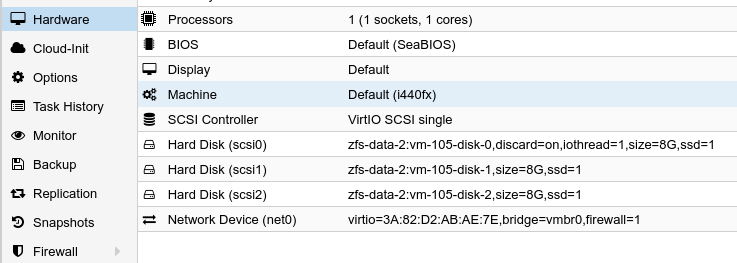 Hardware
Cloud-Init
Options
Task History
Monitor
Backup
Replication
Snapshots
Firewall
Processors 1 (1 sockets, 1 cores)
BIOS Default (SeaBIOS)
Display Default
Machine Default (i440fx)
SCSI Controller VirtIO SCSI single
Hard Disk (scsi0) zfs-data-2:vm-105-disk-0,discard=on,iothread=1,size=8G,ssd=1
Hard Disk (scsi1) zfs-data-2:vm-105-disk-1,size=8G,ssd=1
Hard Disk (scsi2) zfs-data-2:vm-105-disk-2,size=8G,ssd=1
Network Device (net0) virtio=3A:82:D2:AB:AE:7E,bridge=vmbr0,firewall=1